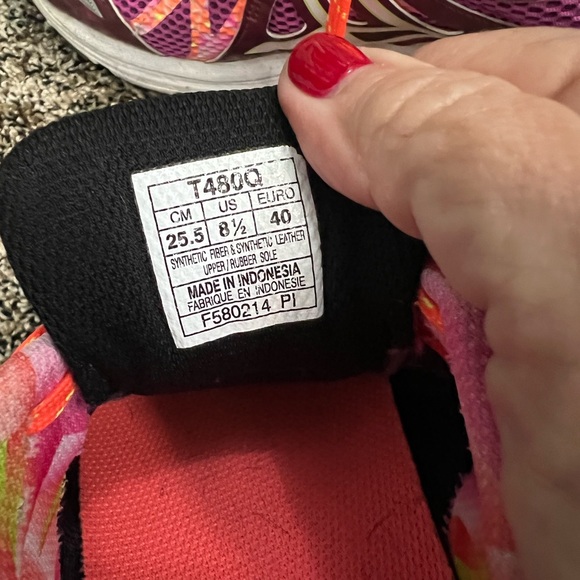 T480Q
CM US EURO
25.5 8½ 40
SYNTHETIC FIBER & SYNTHETIC LEATHER
UPPER / RUBBER SOLE
MADE IN INDONESIA
FABRIQUE EN INDONESIE
F580214 PI